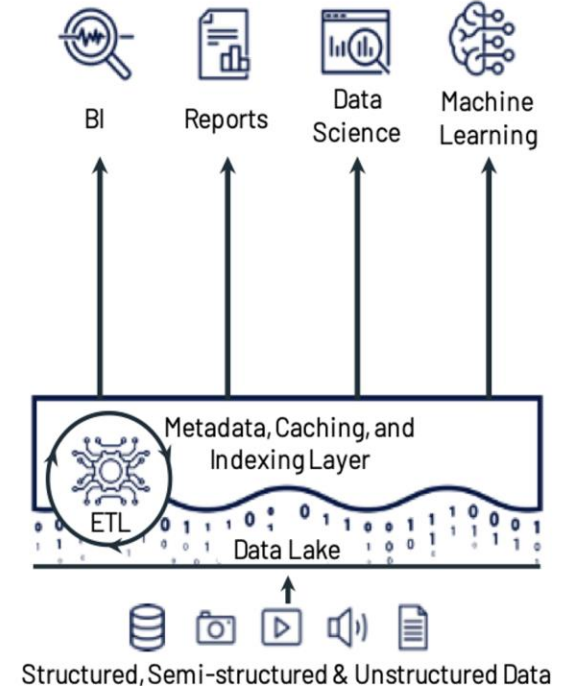 BI
Reports
Data
Science
Machine
Learning
Metadata, Caching, and
Indexing Layer
ETL
Data Lake
Structured, Semi-structured & Unstructured Data